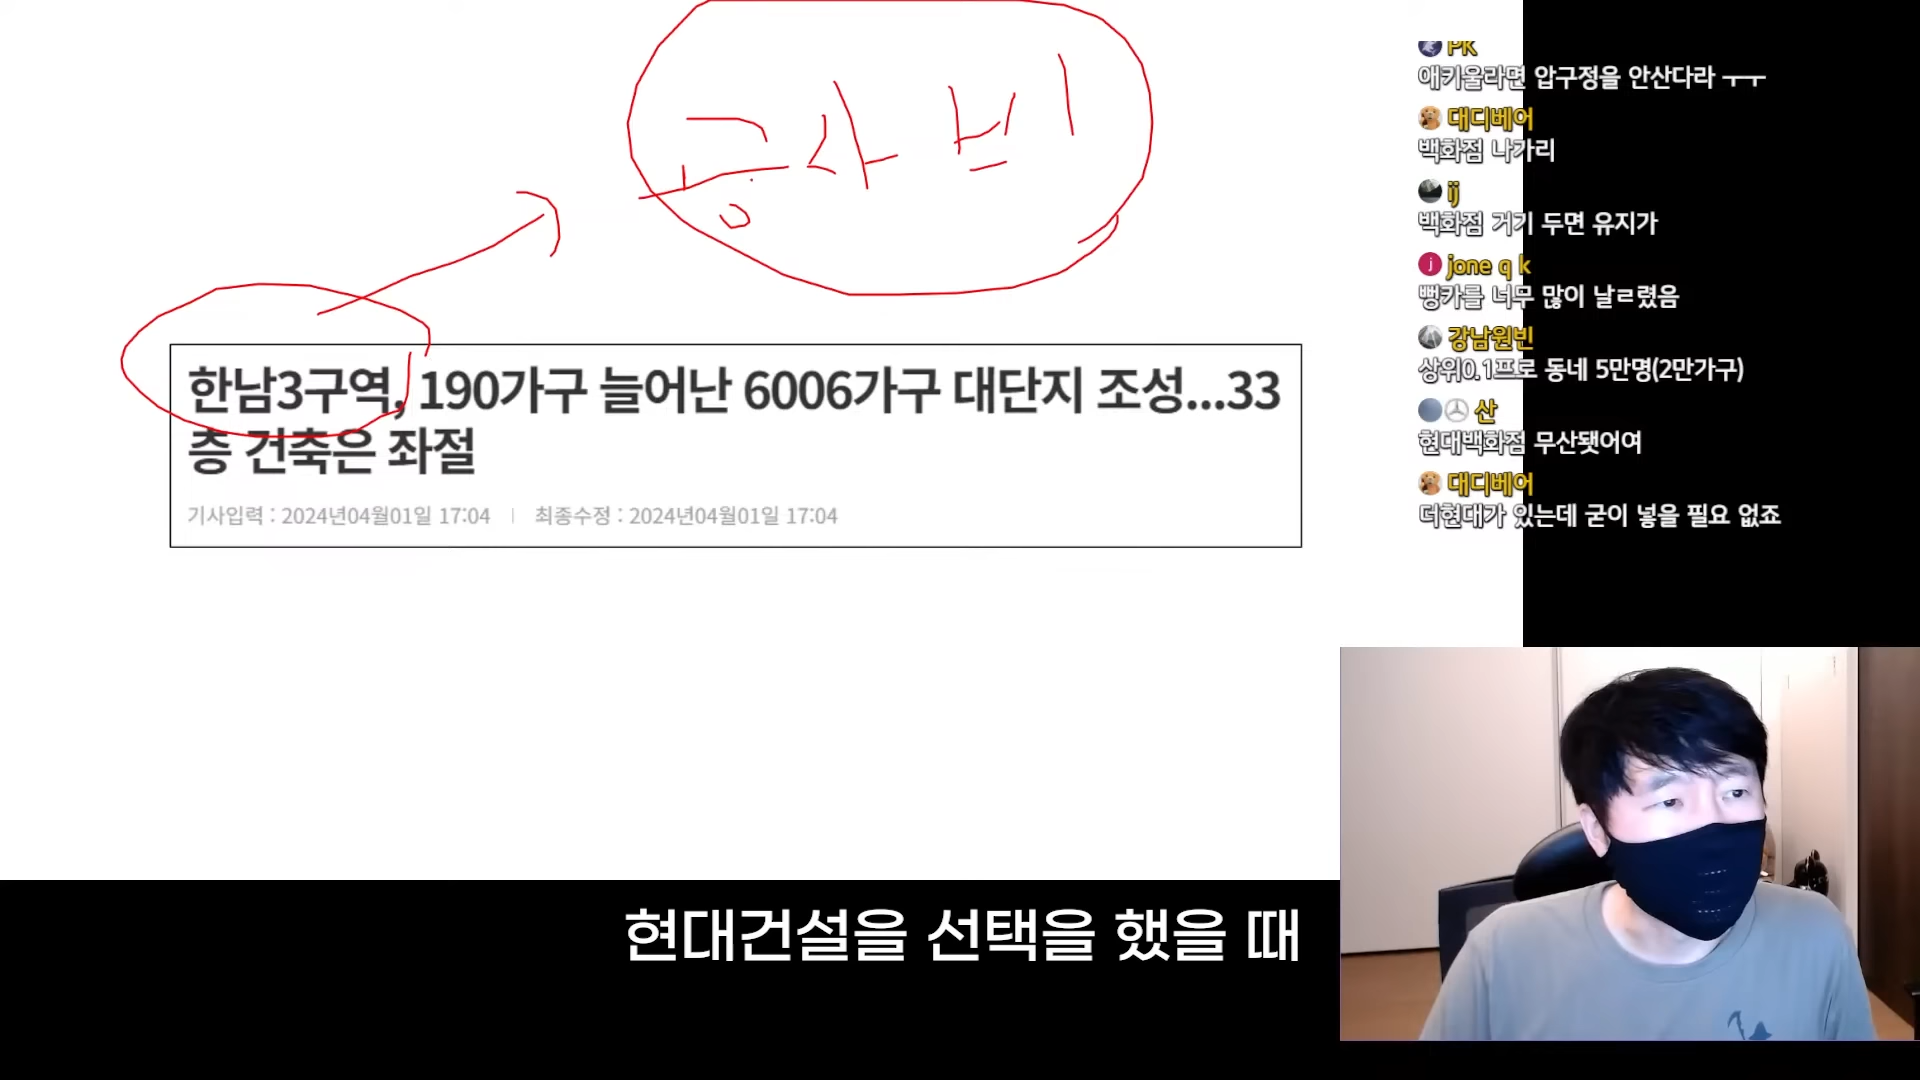 공사비
한남3구역, 190가구 늘어난 6006가구 대단지 조성...33
층 건축은 좌절
기사입력 : 2024년04월01일 17:04 | 최종수정 : 2024년04월01일 17:04
PK
애키울라면 압구정을 안산다라 ㅜㅜ
대디베어
백화점 나가리
ij
백화점 거기 두면 유지가
j jone q k
뻥카를 너무 많이 날ㄹ렸음
강남원빈
상위0.1프로 동네 5만명(2만가구)
산
현대백화점 무산됏어여
대디베어
더현대가 있는데 굳이 넣을 필요 없죠
현대건설을 선택을 했을 때